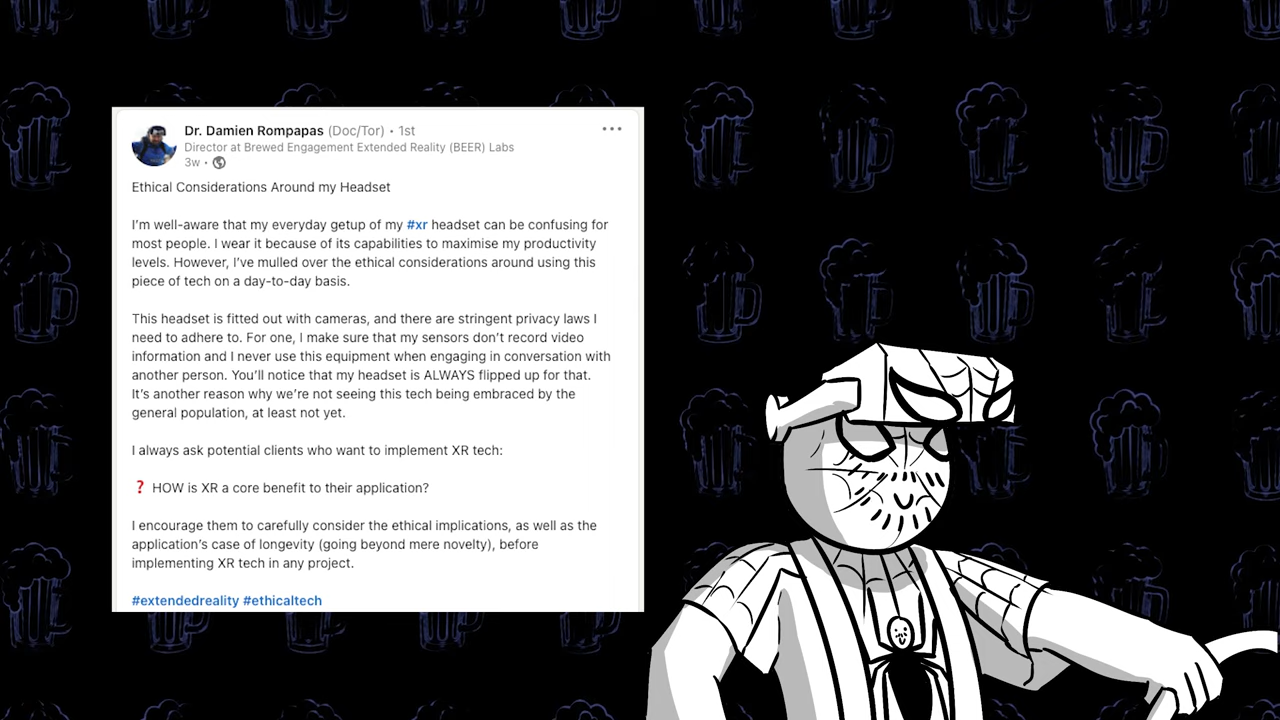 Dr. Damien Rompapas (Doc/Tor) • 1st
Director at Brewed Engagement Extended Reality (BEER) Labs
3w •
Ethical Considerations Around my Headset
I'm well-aware that my everyday getup of my #xr headset can be confusing for
most people. I wear it because of its capabilities to maximise my productivity
levels. However, I've mulled over the ethical considerations around using this
piece of tech on a day-to-day basis.
This headset is fitted out with cameras, and there are stringent privacy laws I
need to adhere to. For one, I make sure that my sensors don't record video
information and I never use this equipment when engaging in conversation with
another person. You'll notice that my headset is ALWAYS flipped up for that.
It's another reason why we're not seeing this tech being embraced by the
general population, at least not yet.
I always ask potential clients who want to implement XR tech:
❓ HOW is XR a core benefit to their application?
I encourage them to carefully consider the ethical implications, as well as the
application's case of longevity (going beyond mere novelty), before
implementing XR tech in any project.
#extendedreality #ethicaltech